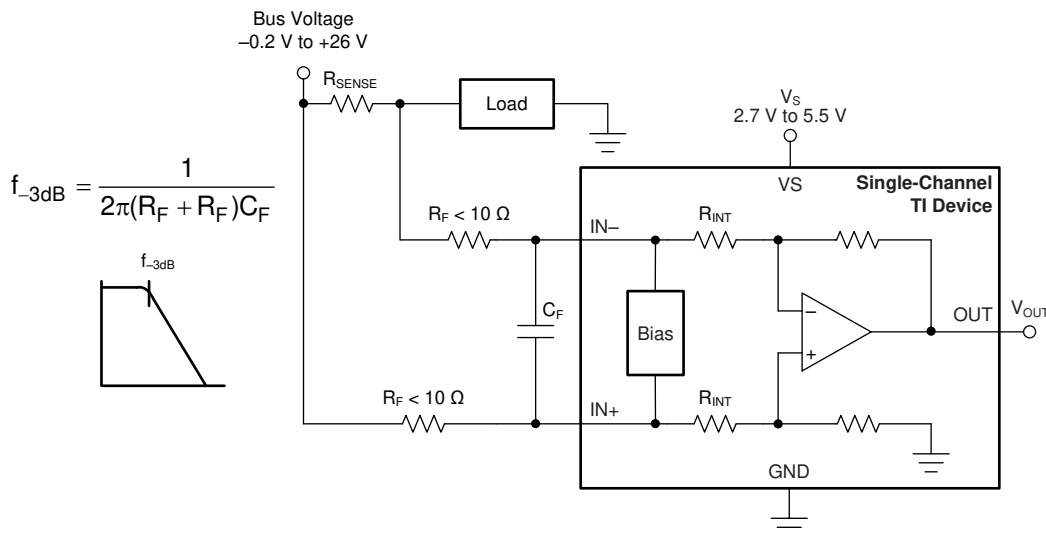 Bus Voltage
–0.2 V to +26 V
R_SENSE
Load
V_S
2.7 V to 5.5 V
VS
Single-Channel
TI Device
f_–3dB = 1 / 2π(R_F + R_F)C_F
R_F < 10 Ω
IN–
R_INT
f_–3dB
C_F
Bias
–
+
OUT
V_OUT
R_F < 10 Ω
IN+
R_INT
GND